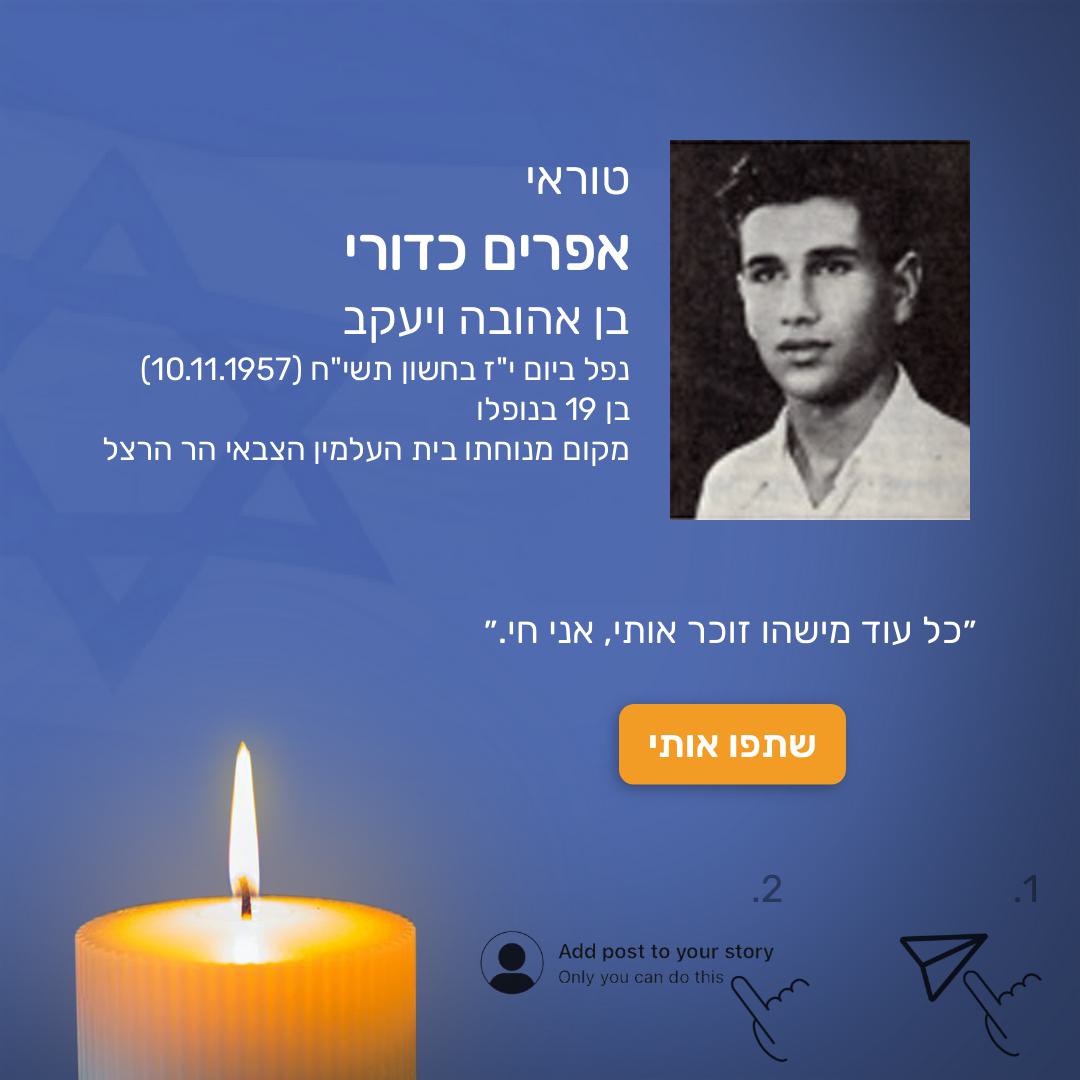 טוראי
אפרים כדורי
בן אהובה ויעקב
נפל ביום י"ז בחשון תשי"ח (10.11.1957)
בן 19 בנופלו
מקום מנוחתו בית העלמין הצבאי הר הרצל
״כל עוד מישהו זוכר אותי, אני חי.״
שתפו אותי
1.
2.
Add post to your story
Only you can do this